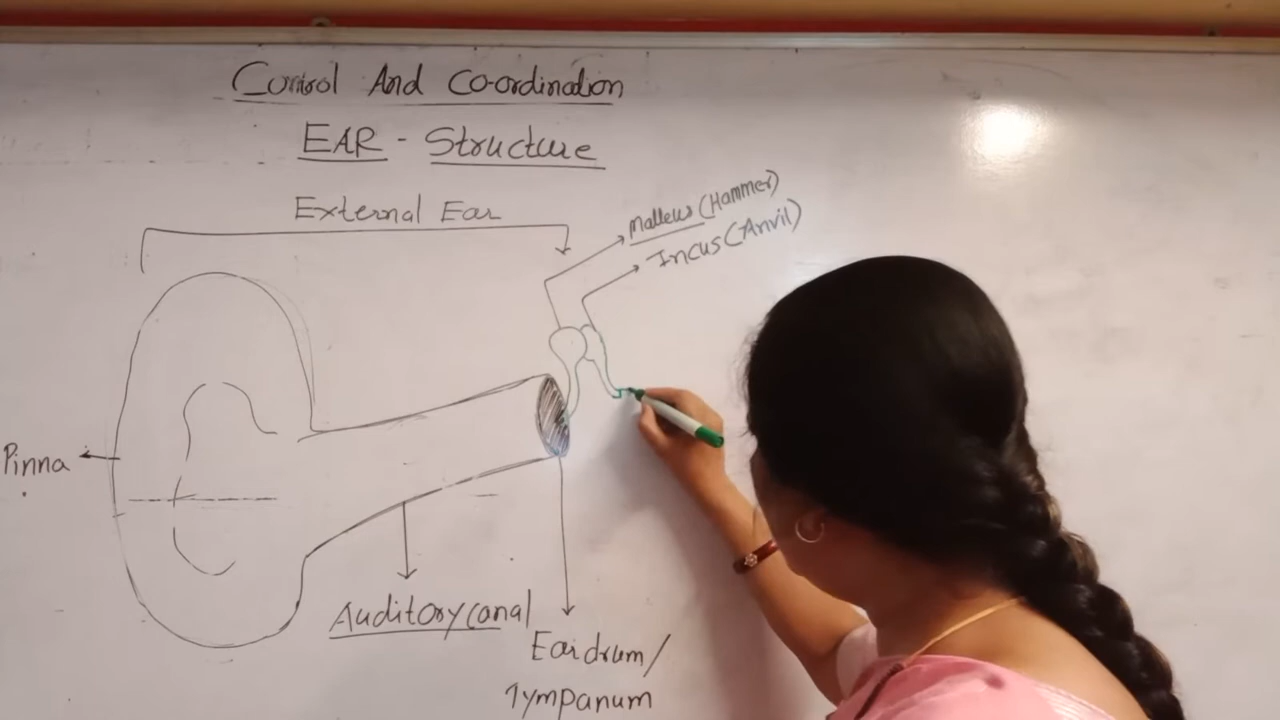 Control And Co-ordination
EAR - Structure
External Ear
Malleus (Hammer)
Incus (Anvil)
Pinna
Auditory canal
Eardrum/
Tympanum